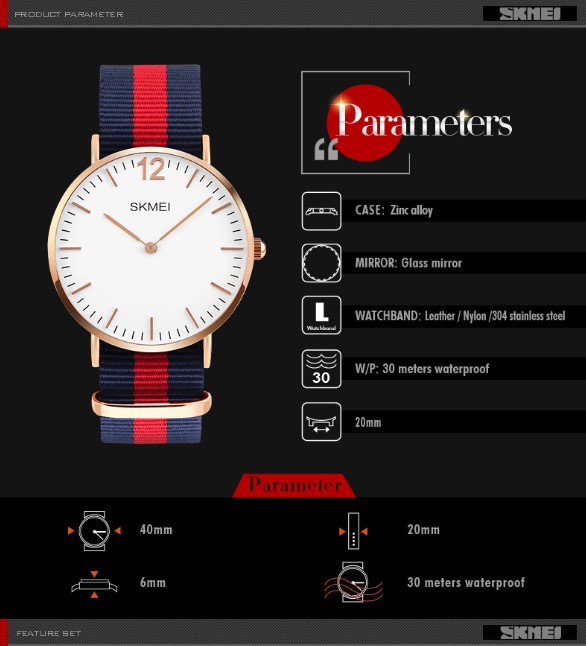 PRODUCT PARAMETER
SKMEI
12
SKMEI
Parameters
CASE: Zinc alloy
MIRROR: Glass mirror
L
Watchband
WATCHBAND: Leather / Nylon /304 stainless steel
30
W/P: 30 meters waterproof
20mm
Parameter
40mm
20mm
6mm
30 meters waterproof
FEATURE SET
SKMEI